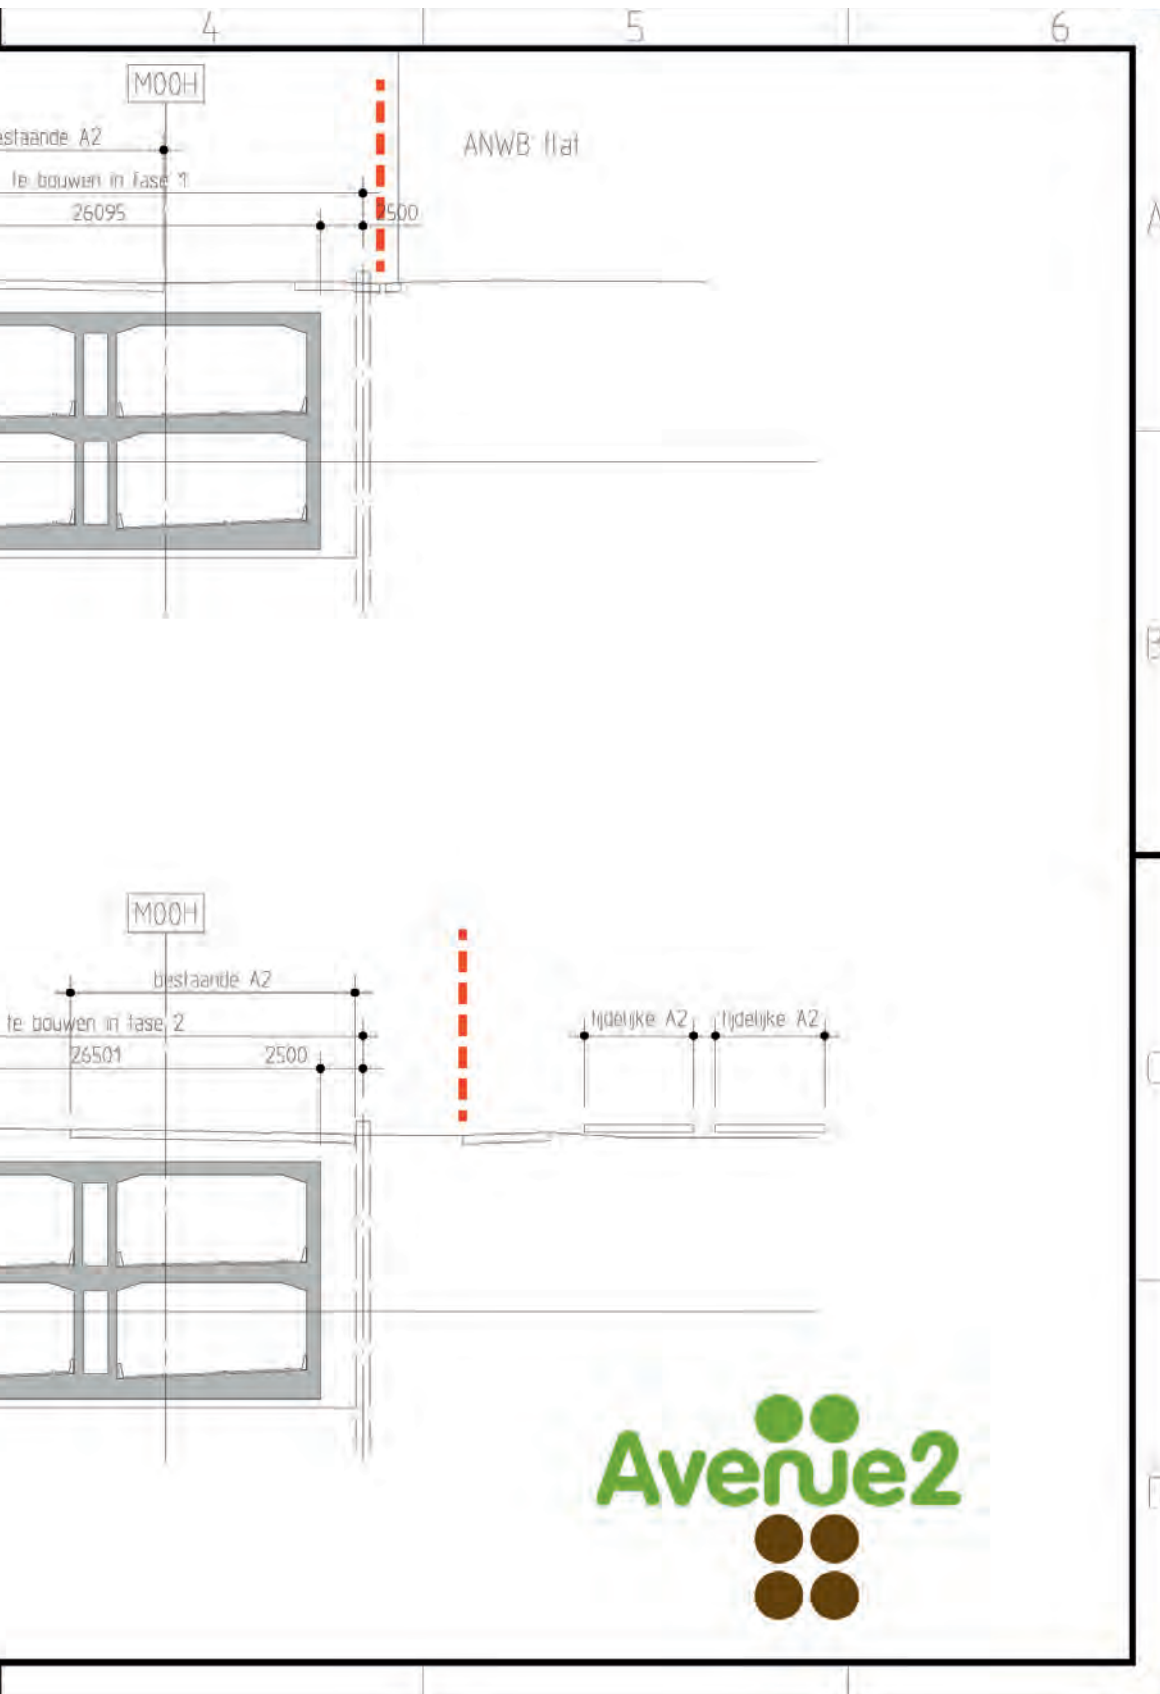 4 5 6
M00H
estaande A2
ANWB flat
te bouwen in fase 1
26095 2500
A
B
M00H
bestaande A2
te bouwen in fase 2
tijdelijke A2 tijdelijke A2
26501 2500
Avenue2